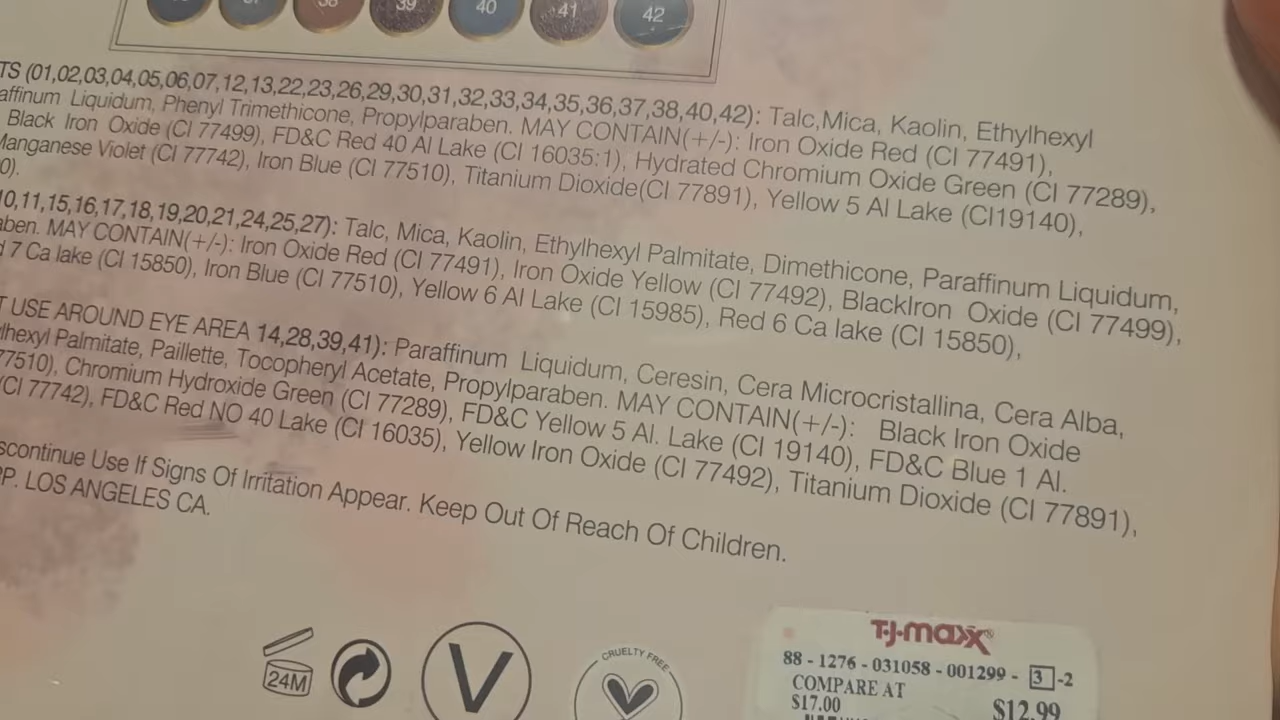 38 39 40 41 42
TS (01,02,03,04,05,06,07,12,13,22,23,26,29,30,31,32,33,34,35,36,37,38,40,42): Talc,Mica, Kaolin, Ethylhexyl
affinum Liquidum, Phenyl Trimethicone, Propylparaben. MAY CONTAIN(+/-): Iron Oxide Red (CI 77491),
Black Iron Oxide (CI 77499), FD&C Red 40 Al Lake (CI 16035:1), Hydrated Chromium Oxide Green (CI 77289),
Manganese Violet (CI 77742), Iron Blue (CI 77510), Titanium Dioxide(CI 77891), Yellow 5 Al Lake (CI19140),
0).
10,11,15,16,17,18,19,20,21,24,25,27): Talc, Mica, Kaolin, Ethylhexyl Palmitate, Dimethicone, Paraffinum Liquidum,
aben. MAY CONTAIN(+/-): Iron Oxide Red (CI 77491), Iron Oxide Yellow (CI 77492), BlackIron Oxide (CI 77499),
d 7 Ca lake (CI 15850), Iron Blue (CI 77510), Yellow 6 Al Lake (CI 15985), Red 6 Ca lake (CI 15850),
T USE AROUND EYE AREA 14,28,39,41): Paraffinum Liquidum, Ceresin, Cera Microcristallina, Cera Alba,
lhexyl Palmitate, Paillette, Tocopheryl Acetate, Propylparaben. MAY CONTAIN(+/-): Black Iron Oxide
77510), Chromium Hydroxide Green (CI 77289), FD&C Yellow 5 Al. Lake (CI 19140), FD&C Blue 1 Al.
(CI 77742), FD&C Red NO 40 Lake (CI 16035), Yellow Iron Oxide (CI 77492), Titanium Dioxide (CI 77891),
scontinue Use If Signs Of Irritation Appear. Keep Out Of Reach Of Children.
P. LOS ANGELES CA.
24M
V
CRUELTY FREE
T·J·maxx®
88 - 1276 - 031058 - 001299 - 3 -2
COMPARE AT
$17.00
$12.99